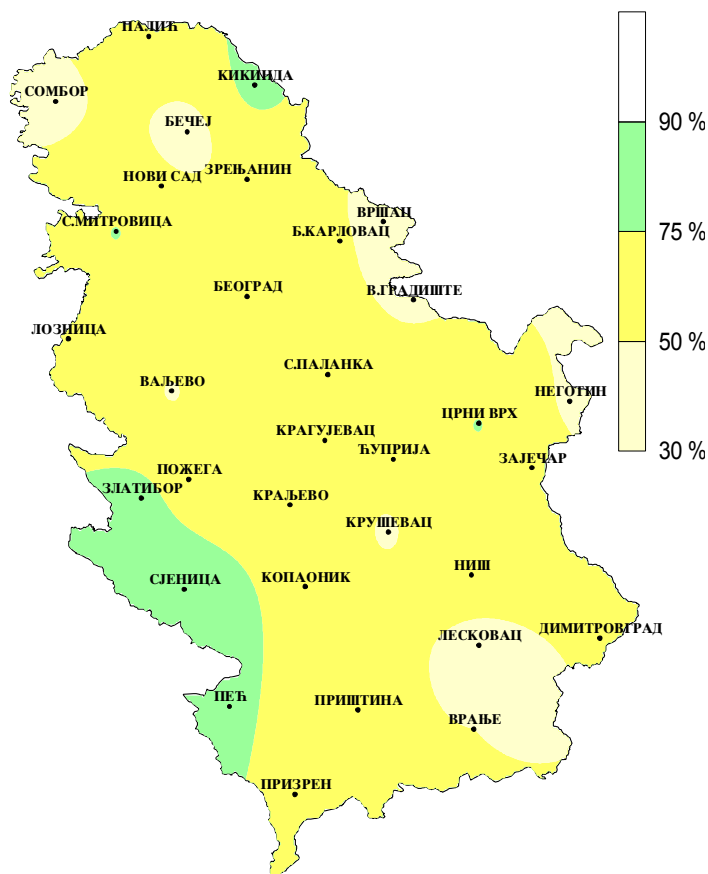 ПАЛИЋ
КИКИНДА
СОМБОР
БЕЧЕЈ
90 %
ЗРЕЊАНИН
НОВИ САД
ВРШАЦ
С.МИТРОВИЦА
Б.КАРЛОВАЦ
75 %
БЕОГРАД
В.ГРАДИШТЕ
ЛОЗНИЦА
50 %
С.ПАЛАНКА
ВАЉЕВО
НЕГОТИН
ЦРНИ ВРХ
КРАГУЈЕВАЦ
ЋУПРИЈА
30 %
ЗАЈЕЧАР
ПОЖЕГА
ЗЛАТИБОР
КРАЉЕВО
КРУШЕВАЦ
НИШ
СЈЕНИЦА
КОПАОНИК
ДИМИТРОВГРАД
ЛЕСКОВАЦ
ПЕЋ
ПРИШТИНА
ВРАЊЕ
ПРИЗРЕН